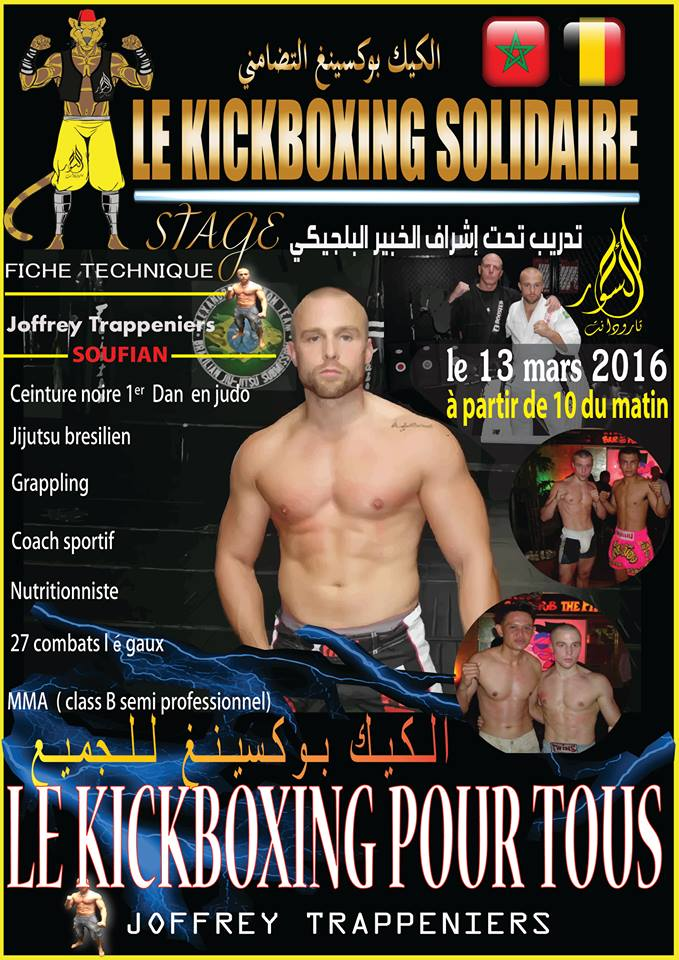 الكيك بوكسينغ التضامني
LE KICKBOXING SOLIDAIRE
STAGE
تدريب تحت إشراف الخبير البلجيكي
FICHE TECHNIQUE
تارودانت
Joffrey Trappeniers
SOUFIAN
le 13 mars 2016
à partir de 10 du matin
Ceinture noire 1er Dan en judo
Jijutsu bresilien
Grappling
Coach sportif
Nutritionniste
27 combats l é gaux
MMA ( class B semi professionnel)
TWINS
الكيك بوكسينغ للجميع
LE KICKBOXING POUR TOUS
JOFFREY TRAPPENIERS